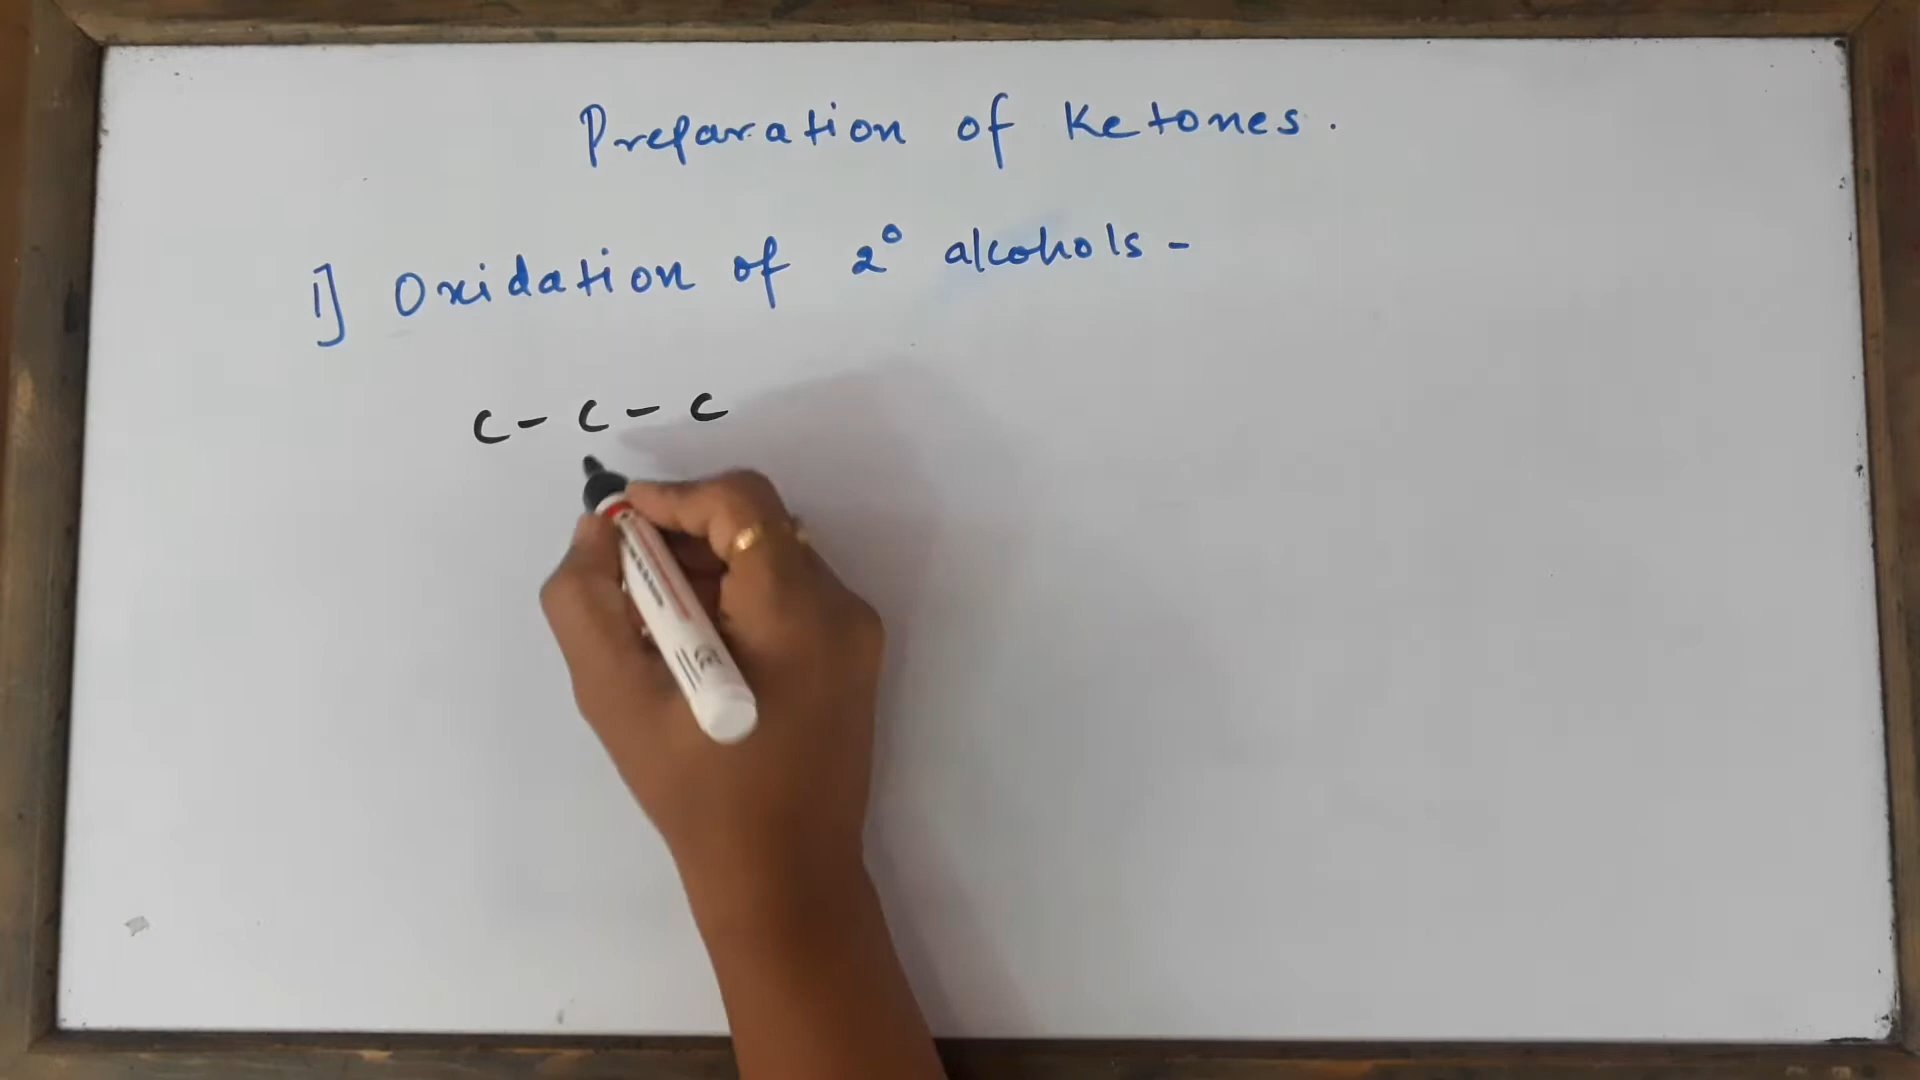 Preparation of Ketones.
1] Oxidation of 2° alcohols -
C - C - C